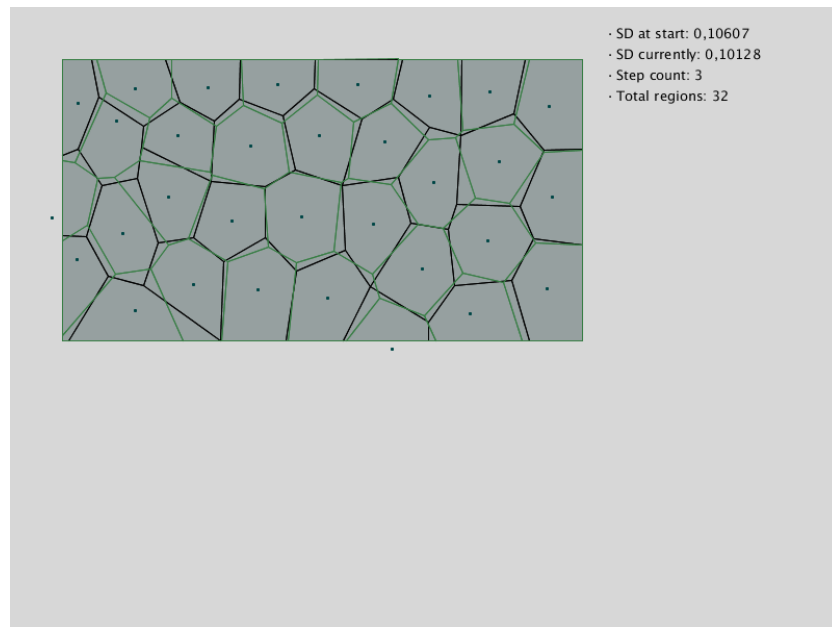 · SD at start: 0,10607
· SD currently: 0,10128
· Step count: 3
· Total regions: 32